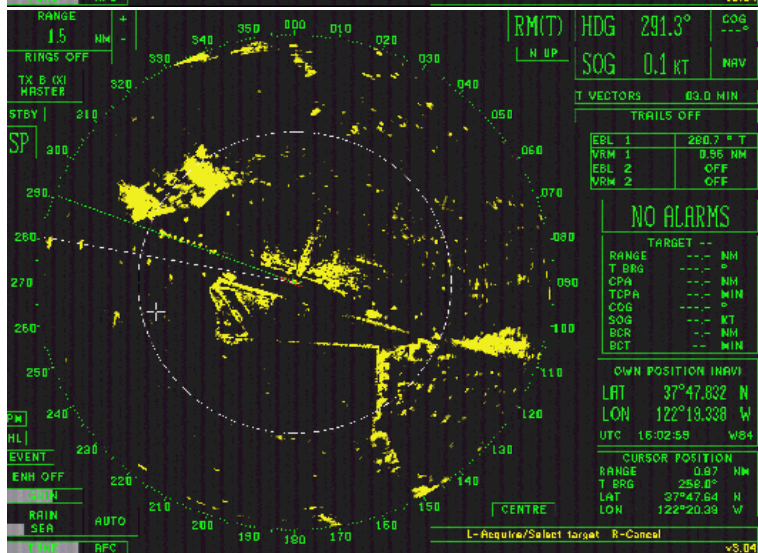 RANGE
1.5 NM
+
-
RINGS OFF
TX B (X)
MASTER
STBY
SP
000
010
020
030
040
050
060
070
080
090
100
110
120
130
140
150
160
170
180
190
200
210
220
230
240
250
260
270
280
290
300
310
320
330
RM(T)
N UP
HDG 291.3°
COG
---°
SOG 0.1 KT
NAV
T VECTORS 03.0 MIN
TRAILS OFF
EBL 1 280.7 ° T
VRM 1 0.95 NM
EBL 2 OFF
VRM 2 OFF
NO ALARMS
TARGET --
RANGE --.- NM
T BRG ---.- °
CPA --.- NM
TCPA --.- MIN
COG ---.- °
SOG --.- KT
BCR --.- NM
BCT -- MIN
OWN POSITION (NAV)
LAT 37°47.832 N
LON 122°19.338 W
UTC 16:02:59 W84
CURSOR POSITION
RANGE 0.87 NM
T BRG 258.0°
LAT 37°47.64 N
LON 122°20.39 W
PM
HL
EVENT
ENH OFF
GAIN
RAIN
SEA
AUTO
TUNE
AFC
CENTRE
L-Acquire/Select target R-Cancel
v3.04